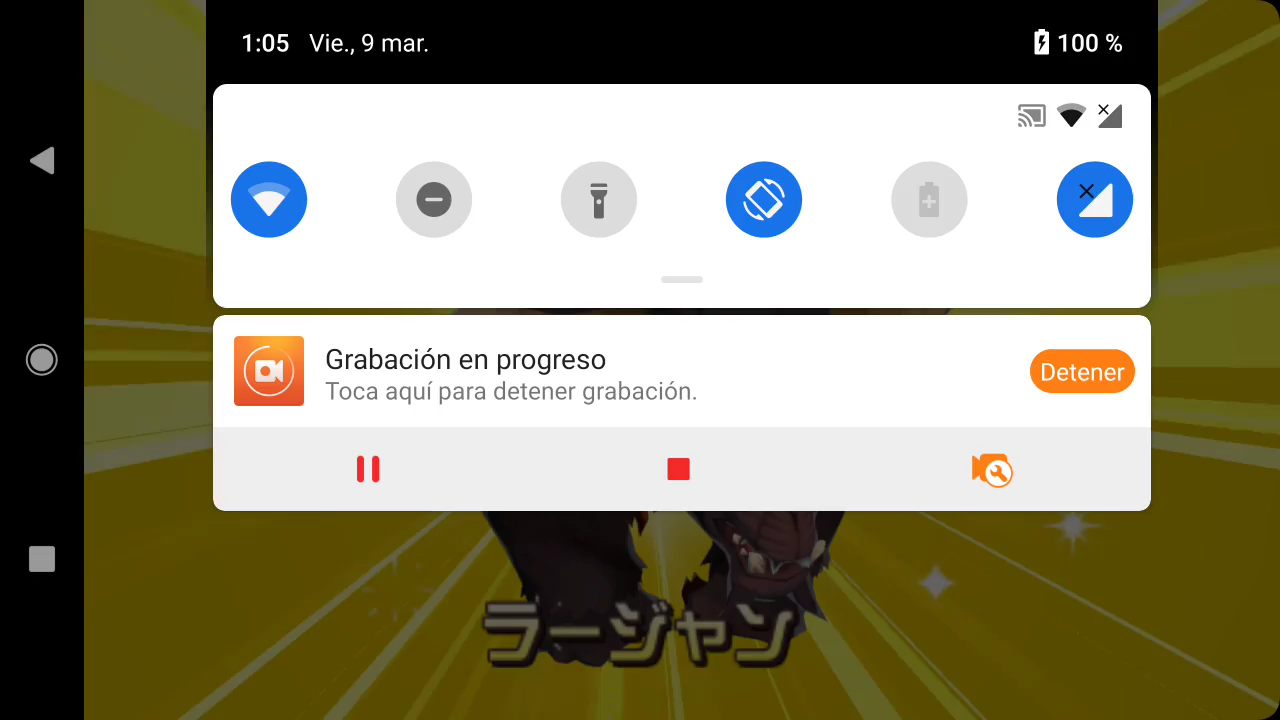 1:05 Vie., 9 mar. 100 %
Grabación en progreso
Toca aquí para detener grabación.
Detener
ラージャン